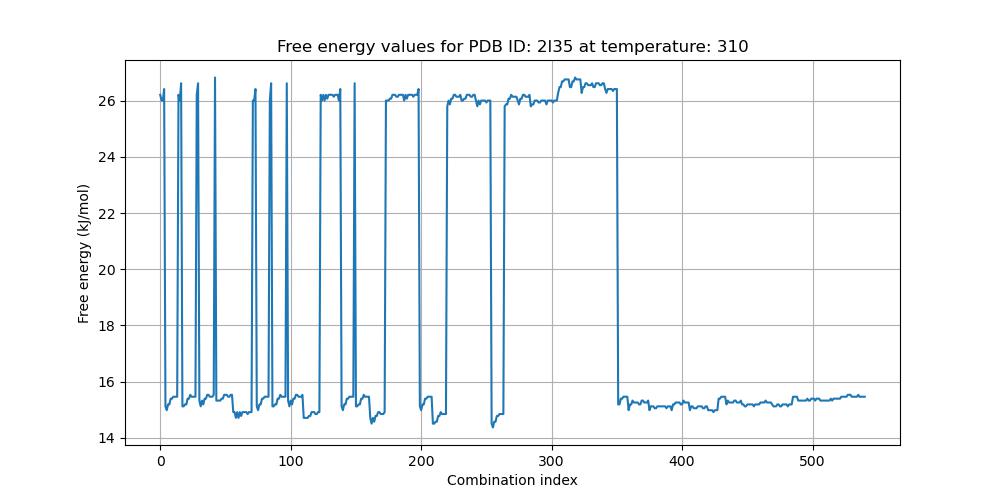 Free energy values for PDB ID: 2I35 at temperature: 310
Free energy (kJ/mol)
26
24
22
20
18
16
14
0 100 200 300 400 500
Combination index